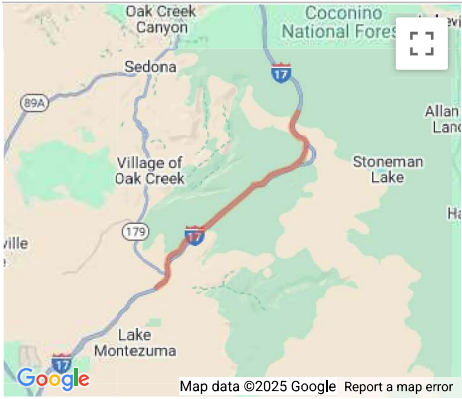 Oak Creek
Canyon
Coconino
National Fores
Sedona
17
89A
Allan
Lan
Village of
Oak Creek
Stoneman
Lake
179
17
Ha
ville
e
Lake
Montezuma
17
Google
Map data ©2025 Google
Report a map error